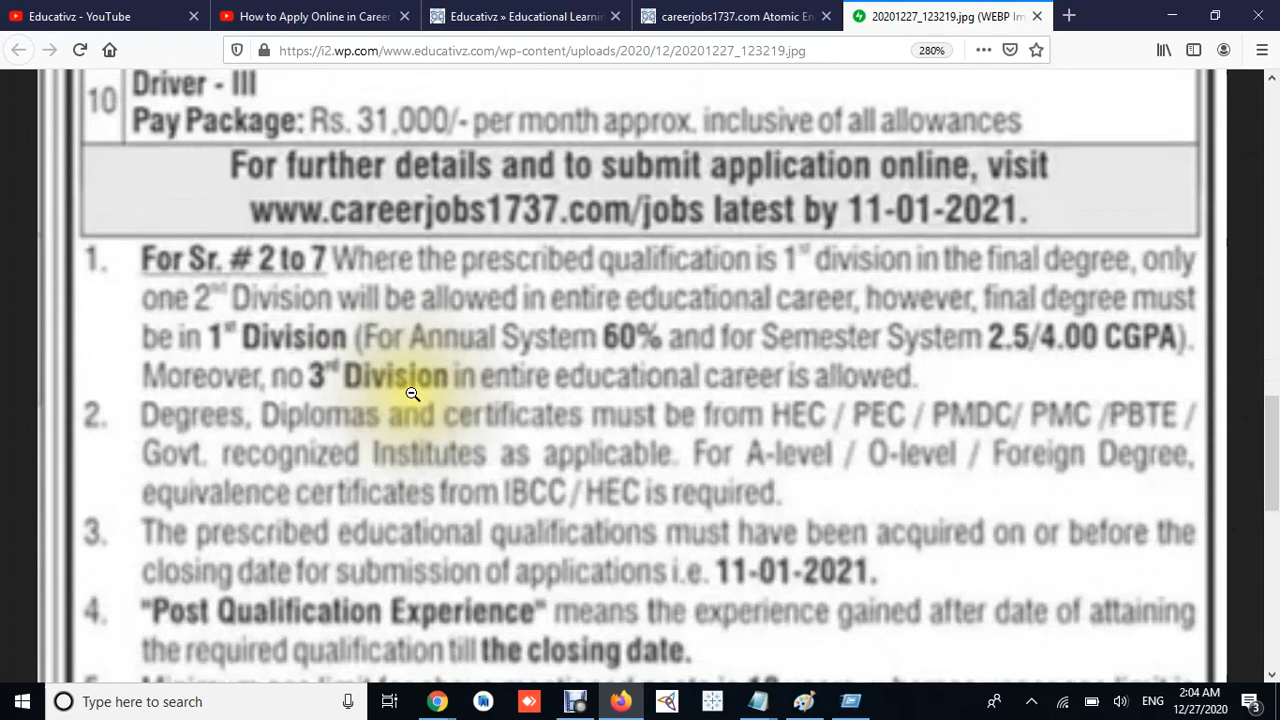 Educativz - YouTube
How to Apply Online in Career
Educativz » Educational Learnin
careerjobs1737.com Atomic En
20201227_123219.jpg (WEBP Im
https://i2.wp.com/www.educativz.com/wp-content/uploads/2020/12/20201227_123219.jpg
280%
10
Driver - III
Pay Package: Rs. 31,000/- per month approx. inclusive of all allowances
For further details and to submit application online, visit
www.careerjobs1737.com/jobs latest by 11-01-2021.
1. For Sr. # 2 to 7 Where the prescribed qualification is 1st division in the final degree, only
one 2nd Division will be allowed in entire educational career, however, final degree must
be in 1st Division (For Annual System 60% and for Semester System 2.5/4.00 CGPA).
Moreover, no 3rd Division in entire educational career is allowed.
2. Degrees, Diplomas and certificates must be from HEC / PEC / PMDC/ PMC /PBTE /
Govt. recognized Institutes as applicable. For A-level / O-level / Foreign Degree,
equivalence certificates from IBCC / HEC is required.
3. The prescribed educational qualifications must have been acquired on or before the
closing date for submission of applications i.e. 11-01-2021.
4. "Post Qualification Experience" means the experience gained after date of attaining
the required qualification till the closing date.
Type here to search
ENG
2:04 AM
12/27/2020
3